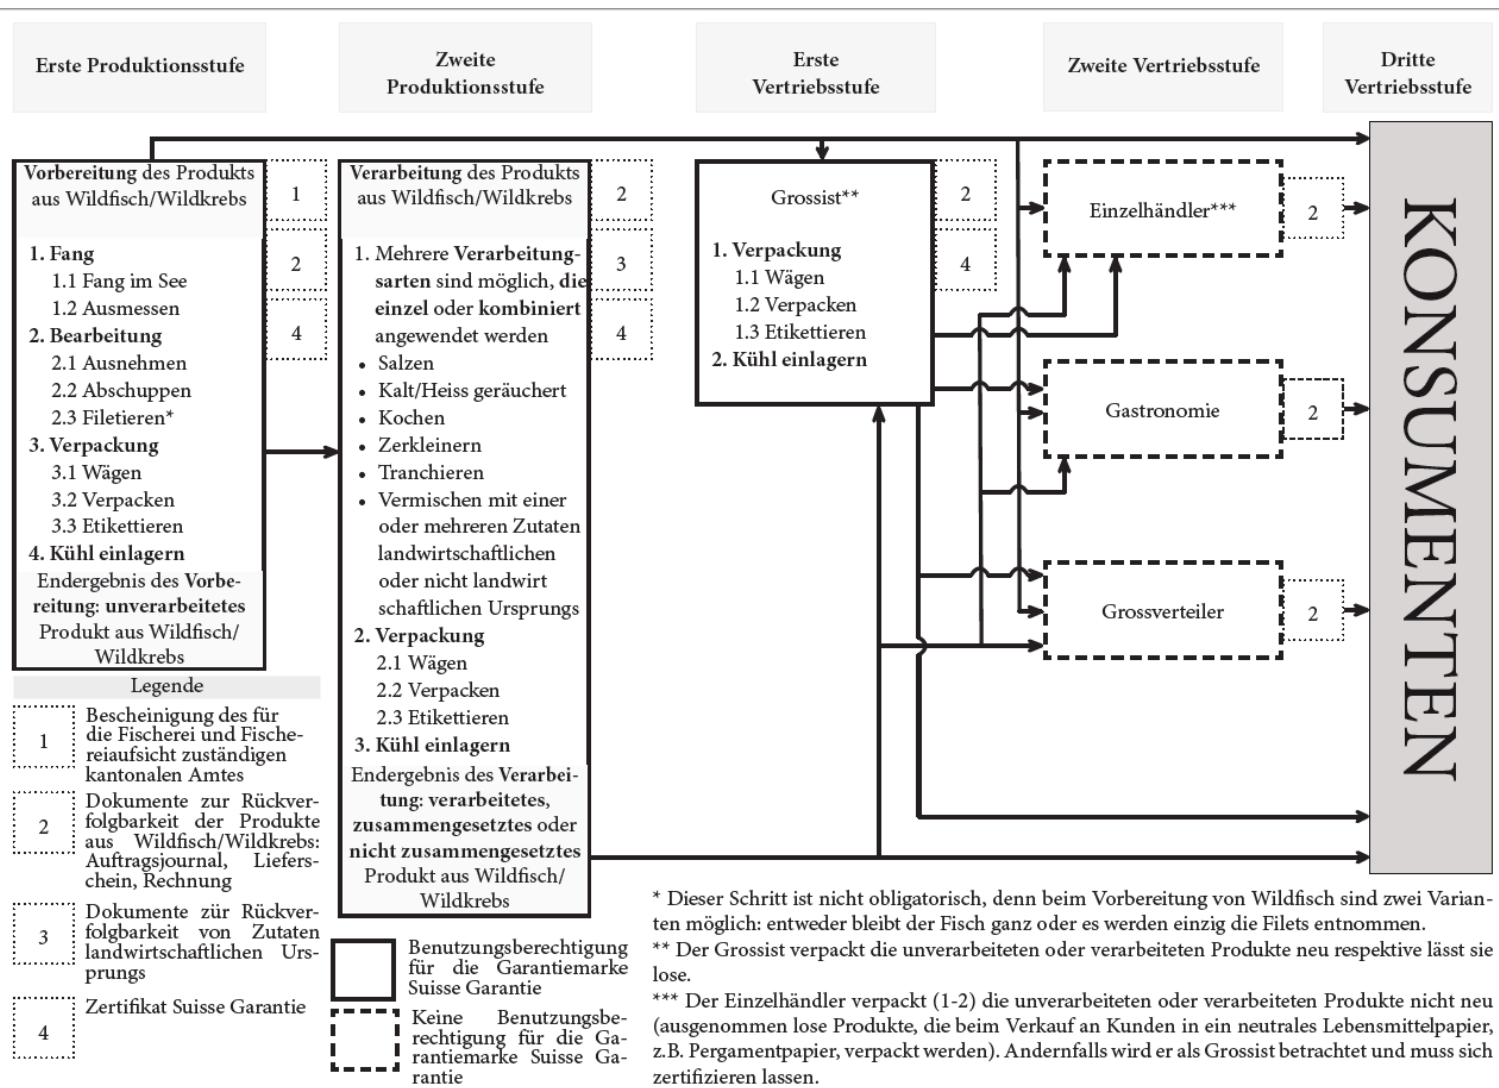 Erste Produktionsstufe
Zweite
Produktionsstufe
Erste
Vertriebsstufe
Zweite Vertriebsstufe
Dritte
Vertriebsstufe
Vorbereitung des Produkts
aus Wildfisch/Wildkrebs
1. Fang
1.1 Fang im See
1.2 Ausmessen
2. Bearbeitung
2.1 Ausnehmen
2.2 Abschuppen
2.3 Filetieren*
3. Verpackung
3.1 Wägen
3.2 Verpacken
3.3 Etikettieren
4. Kühl einlagern
Endergebnis des Vorbe-
reitung: unverarbeitetes
Produkt aus Wildfisch/
Wildkrebs
1
2
4
Verarbeitung des Produkts
aus Wildfisch/Wildkrebs
1. Mehrere Verarbeitung-
sarten sind möglich, die
einzel oder kombiniert
angewendet werden
• Salzen
• Kalt/Heiss geräuchert
• Kochen
• Zerkleinern
• Tranchieren
• Vermischen mit einer
oder mehreren Zutaten
landwirtschaftlichen
oder nicht landwirt
schaftlichen Ursprungs
2. Verpackung
2.1 Wägen
2.2 Verpacken
2.3 Etikettieren
3. Kühl einlagern
Endergebnis des Verarbei-
tung: verarbeitetes,
zusammengesetztes oder
nicht zusammengesetztes
Produkt aus Wildfisch/
Wildkrebs
2
3
4
Grossist**
1. Verpackung
1.1 Wägen
1.2 Verpacken
1.3 Etikettieren
2. Kühl einlagern
2
4
Einzelhändler***
2
Gastronomie
2
Grossverteiler
2
KONSUMENTEN
Legende
1
Bescheinigung des für
die Fischerei und Fische-
reiaufsicht zuständigen
kantonalen Amtes
2
Dokumente zur Rückver-
folgbarkeit der Produkte
aus Wildfisch/Wildkrebs:
Auftragsjournal, Liefers-
chein, Rechnung
3
Dokumente zür Rückver-
folgbarkeit von Zutaten
landwirtschaftlichen Urs-
prungs
4
Zertifikat Suisse Garantie
Benutzungsberechtigung
für die Garantiemarke
Suisse Garantie
Keine Benutzungsbe-
rechtigung für die Ga-
rantiemarke Suisse Ga-
rantie
* Dieser Schritt ist nicht obligatorisch, denn beim Vorbereitung von Wildfisch sind zwei Varian-
ten möglich: entweder bleibt der Fisch ganz oder es werden einzig die Filets entnommen.
** Der Grossist verpackt die unverarbeiteten oder verarbeiteten Produkte neu respektive lässt sie
lose.
*** Der Einzelhändler verpackt (1-2) die unverarbeiteten oder verarbeiteten Produkte nicht neu
(ausgenommen lose Produkte, die beim Verkauf an Kunden in ein neutrales Lebensmittelpapier,
z.B. Pergamentpapier, verpackt werden). Andernfalls wird er als Grossist betrachtet und muss sich
zertifizieren lassen.